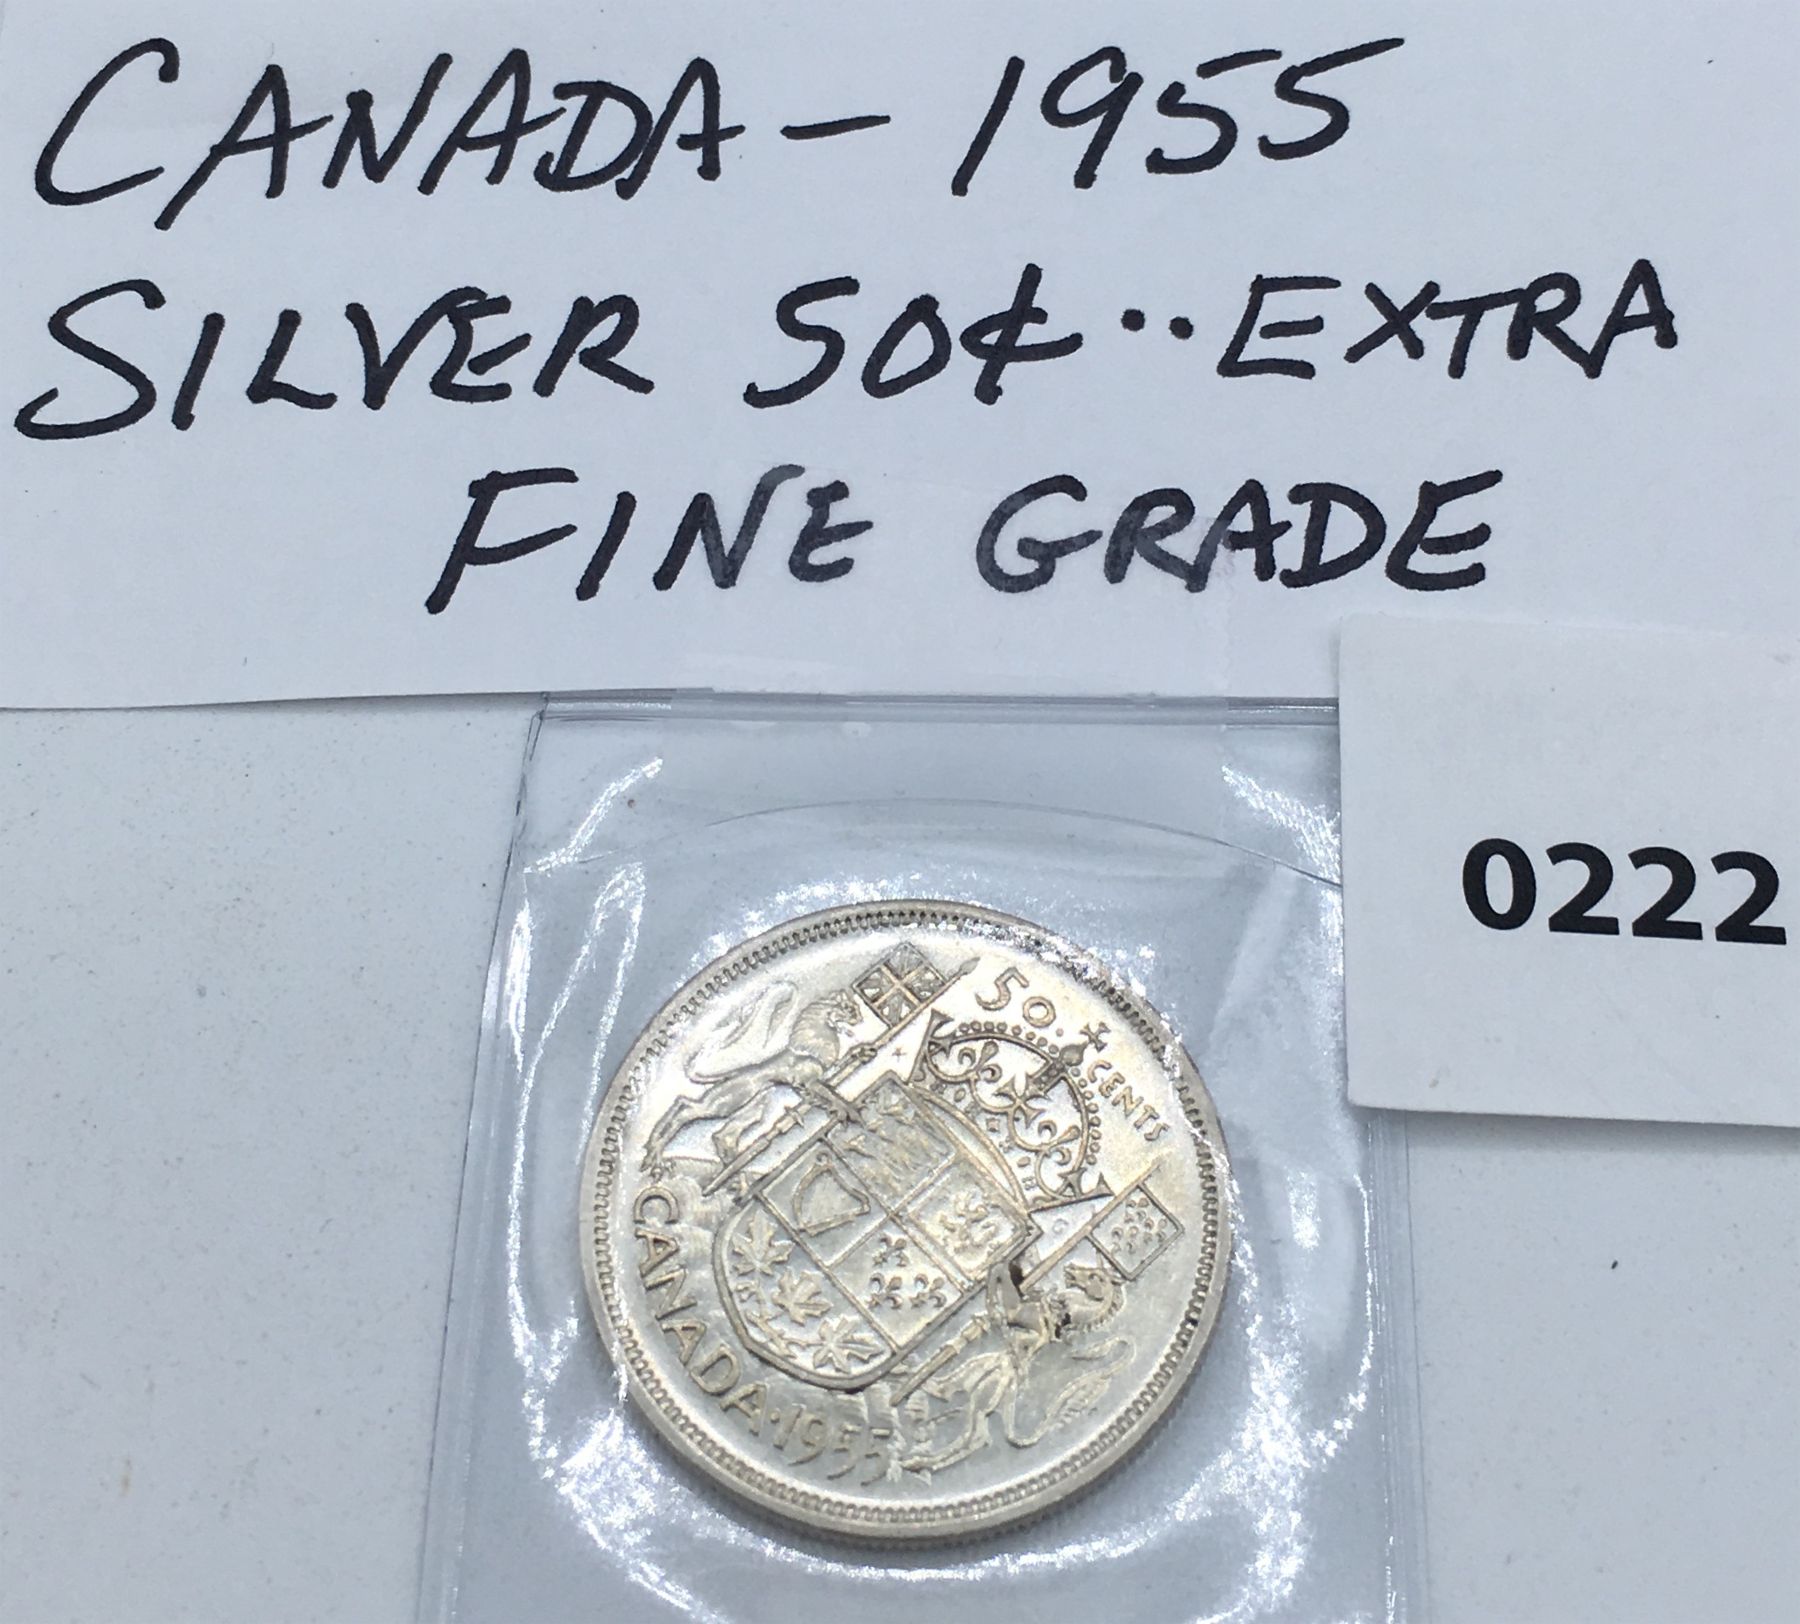 CANADA - 1955
SILVER 50¢ ·· EXTRA
FINE GRADE
0222
50 CENTS
CANADA · 1955